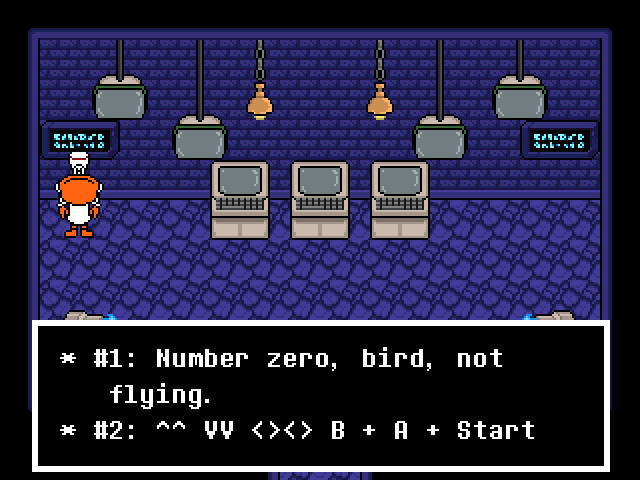 * #1: Number zero, bird, not
flying.
* #2: ^^ VV <><> B + A + Start